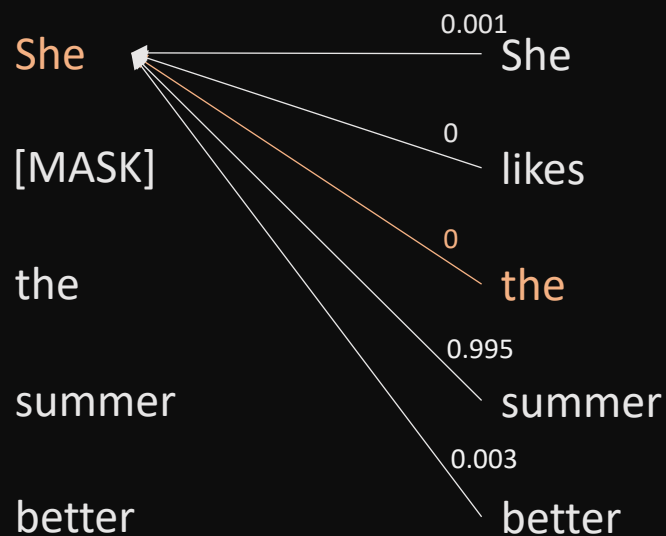 0.001
She She
0
[MASK] likes
0
the the
0.995
summer summer
0.003
better better